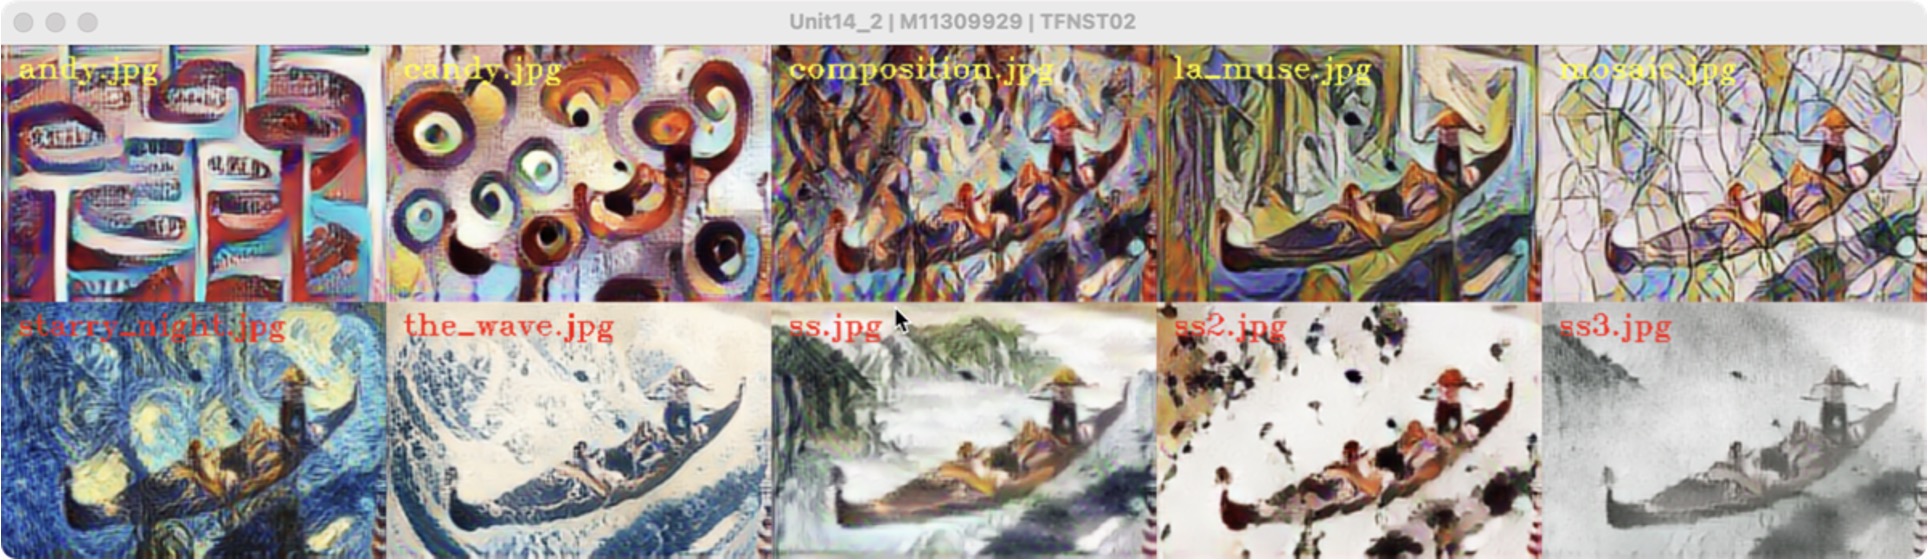 Unit14_2 | M11309929 | TFNST02
andy.jpg
candy.jpg
composition.jpg
la_muse.jpg
mosaic.jpg
starry_night.jpg
the_wave.jpg
ss.jpg
ss2.jpg
ss3.jpg